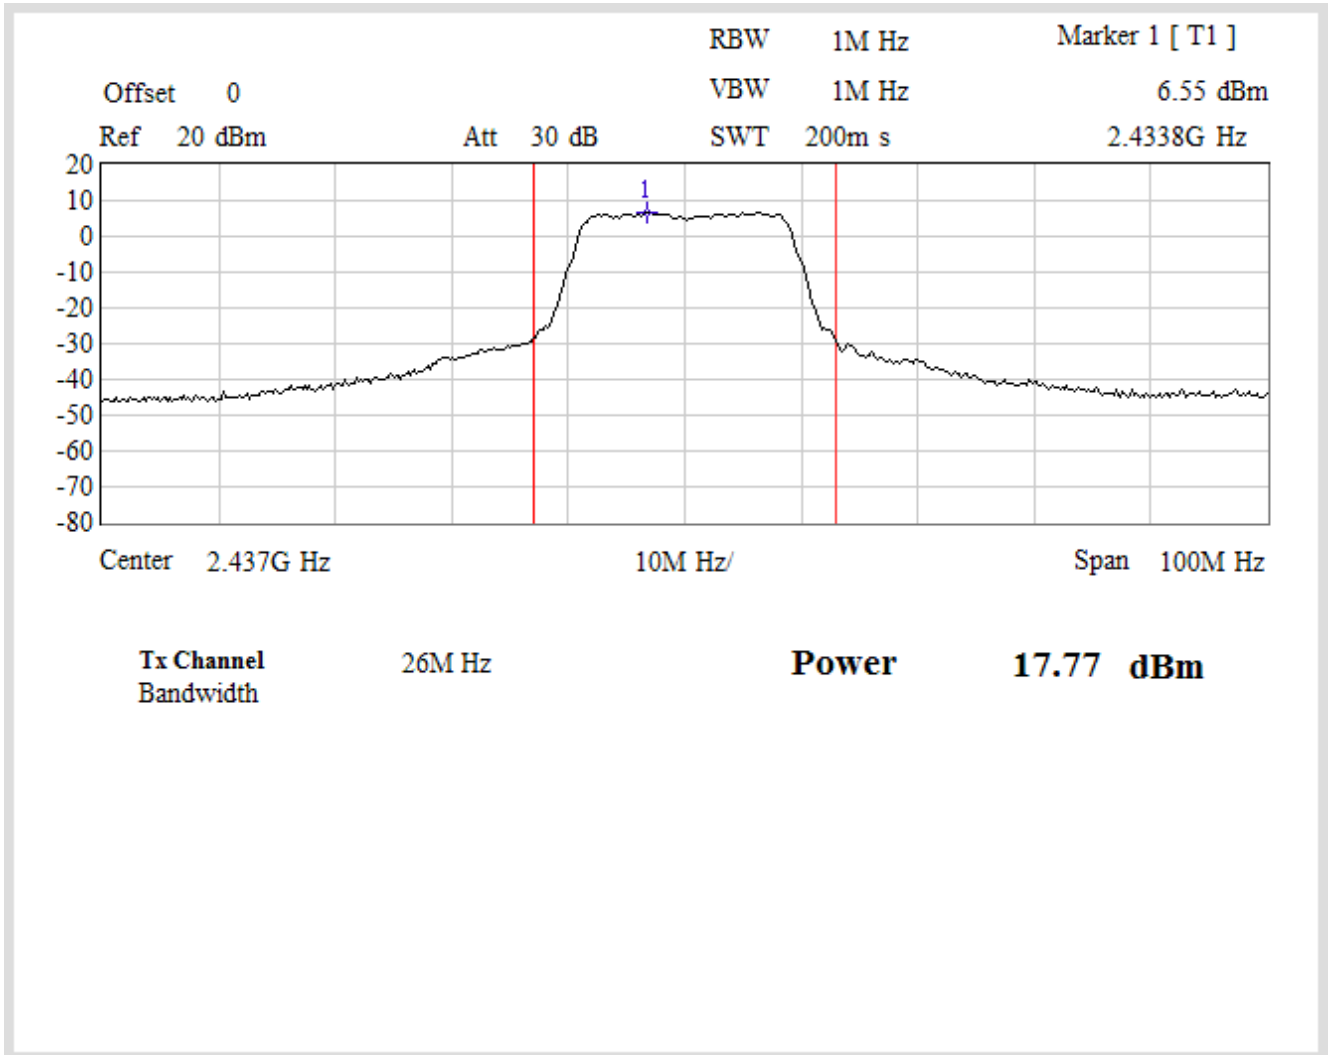 RBW 1M Hz Marker 1 [ T1 ]
Offset 0 VBW 1M Hz 6.55 dBm
Ref 20 dBm Att 30 dB SWT 200m s 2.4338G Hz
20
10
1
0
-10
-20
-30
-40
-50
-60
-70
-80
Center 2.437G Hz 10M Hz/ Span 100M Hz
Tx Channel 26M Hz Power 17.77 dBm
Bandwidth